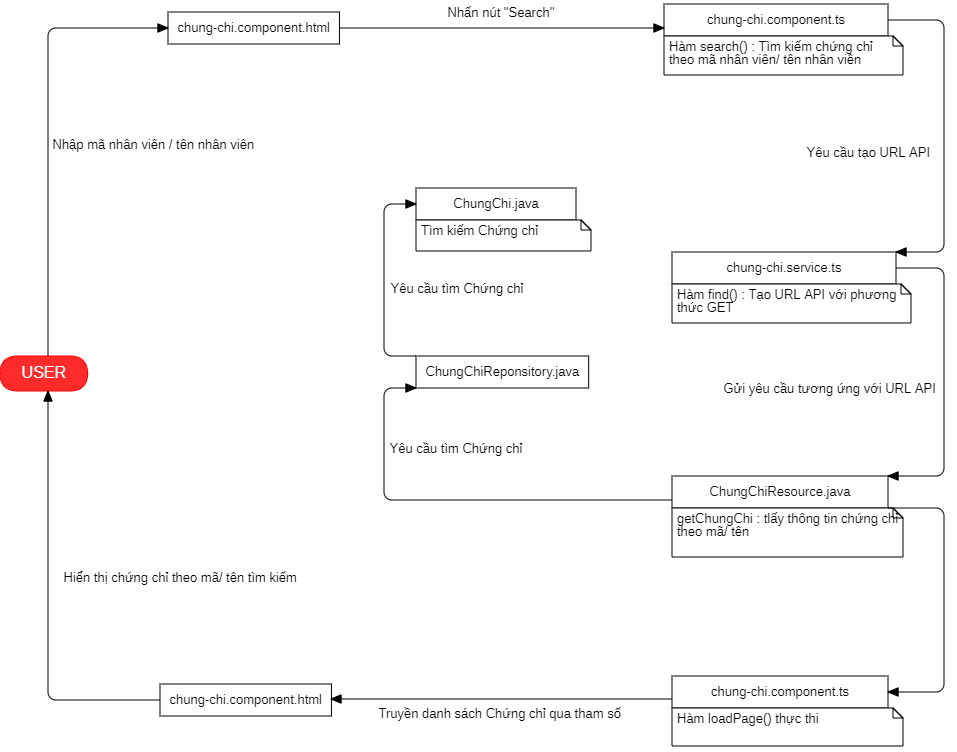 Nhấn nút "Search"
chung-chi.component.html
chung-chi.component.ts
Hàm search() : Tìm kiếm chứng chỉ
theo mã nhân viên/ tên nhân viên
Nhập mã nhân viên / tên nhân viên
Yêu cầu tạo URL API
ChungChi.java
Tìm kiếm Chứng chỉ
chung-chi.service.ts
Hàm find() : Tạo URL API với phương
thức GET
Yêu cầu tìm Chứng chỉ
USER
ChungChiReponsitory.java
Gửi yêu cầu tương ứng với URL API
Yêu cầu tìm Chứng chỉ
ChungChiResource.java
getChungChi : tlấy thông tin chứng chỉ
theo mã/ tên
Hiển thị chứng chỉ theo mã/ tên tìm kiếm
chung-chi.component.html
Truyền danh sách Chứng chỉ qua tham số
chung-chi.component.ts
Hàm loadPage() thực thi